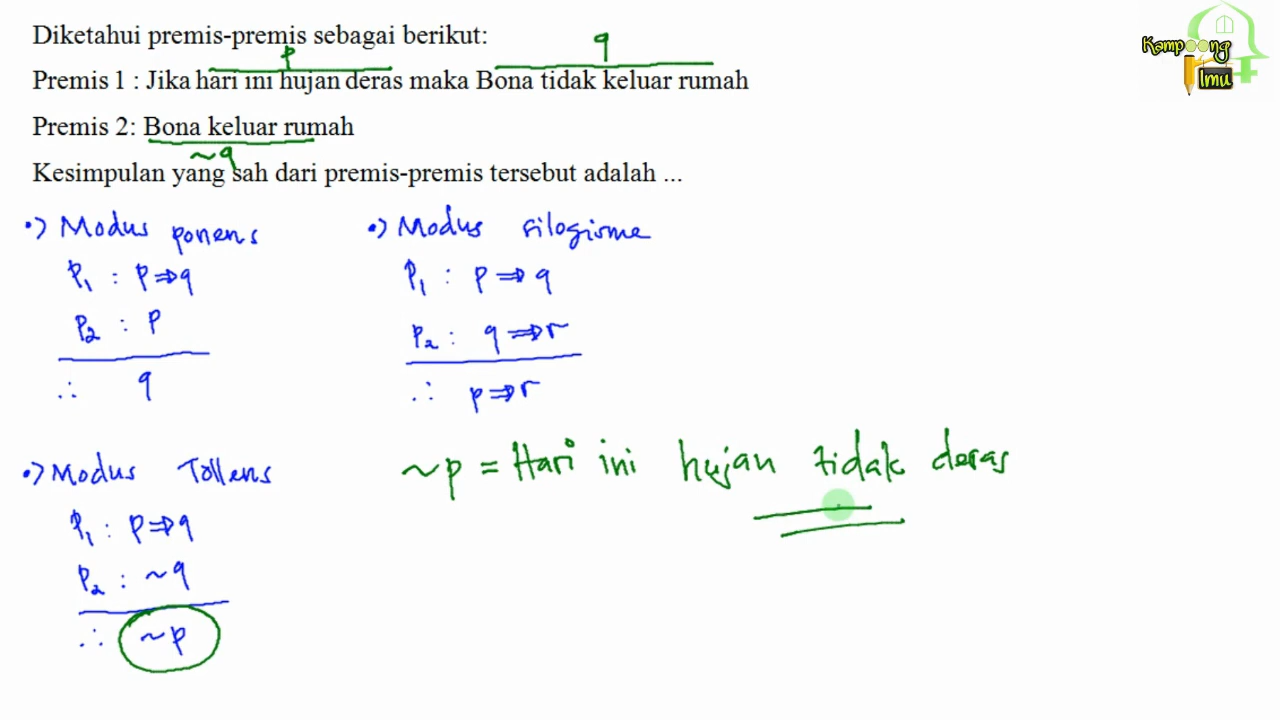 Diketahui premis-premis sebagai berikut:
p
q
Premis 1 : Jika hari ini hujan deras maka Bona tidak keluar rumah
Premis 2: Bona keluar rumah
~q
Kesimpulan yang sah dari premis-premis tersebut adalah ...
•) Modus ponens
P₁ : p⇒q
P₂ : p
∴ q
•) Modus silogisme
P₁ : p⇒q
P₂ : q⇒r
∴ p⇒r
•) Modus Tollens
P₁ : p⇒q
P₂ : ~q
∴ ~p
~p = Hari ini hujan tidak deras
Kampoong
Ilmu